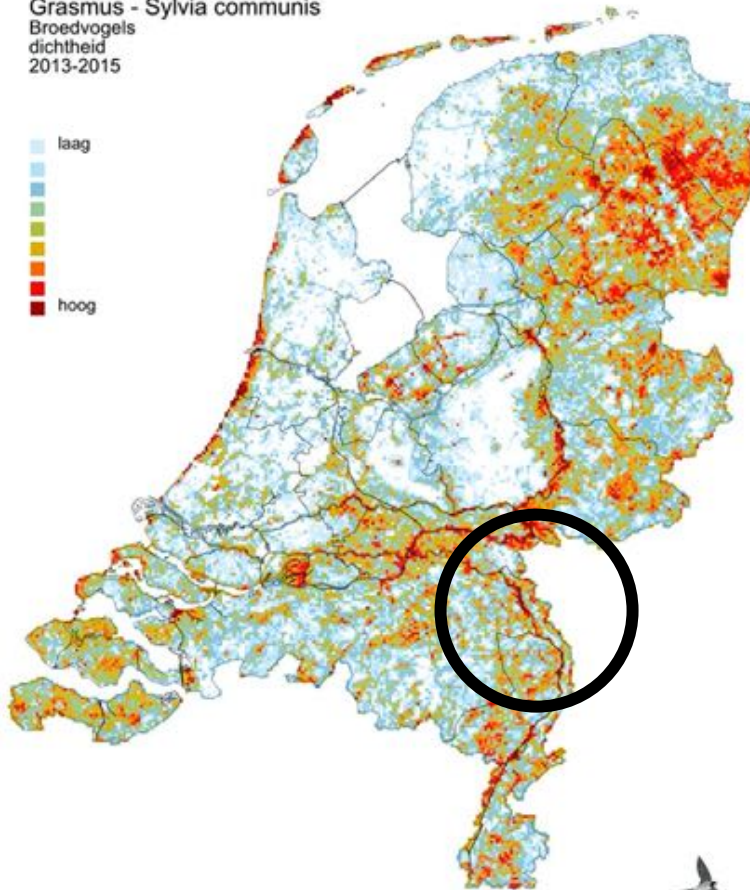 Grasmus - Sylvia communis
Broedvogels
dichtheid
2013-2015
laag
hoog